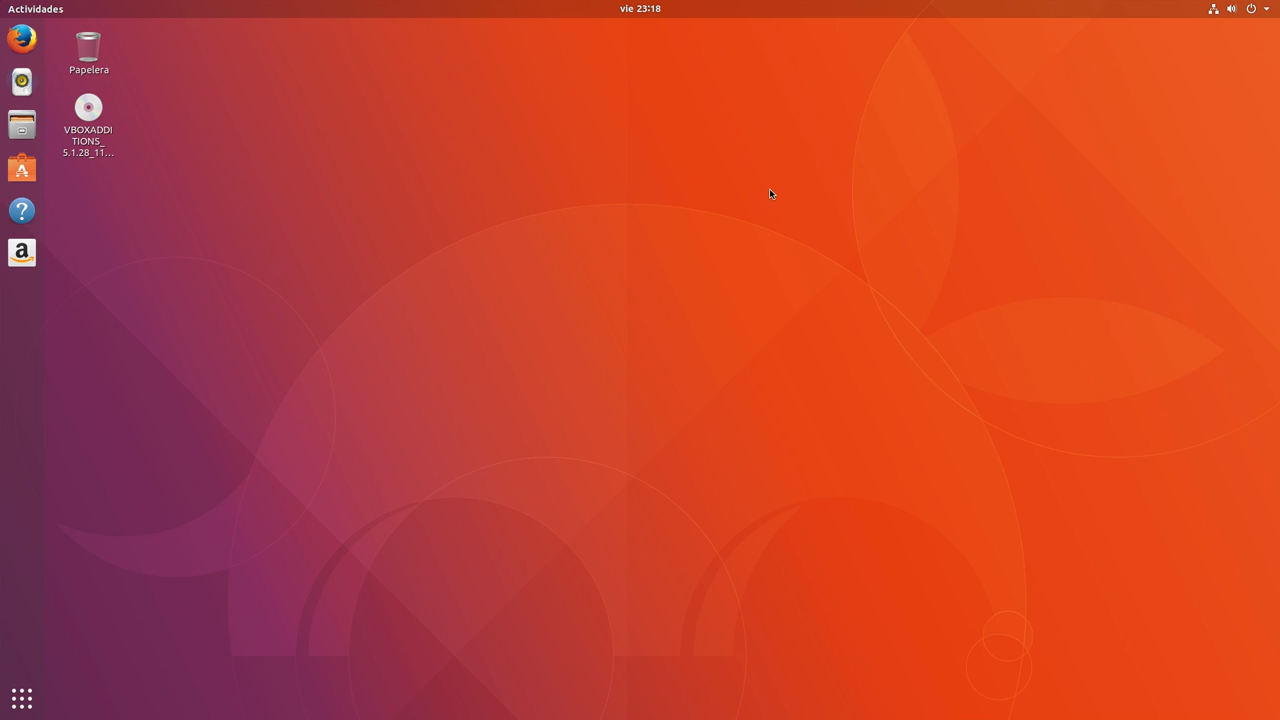 Actividades
vie 23:18
Papelera
VBOXADDI
TIONS_
5.1.28_11...
?
a